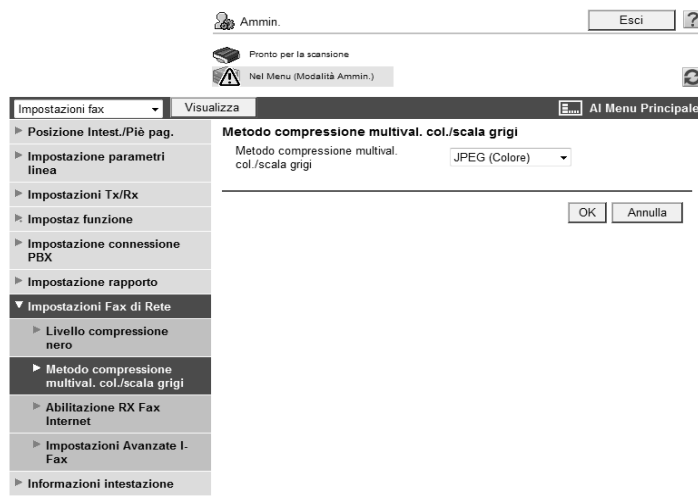 Ammin.
Esci
?
Pronto per la scansione
Nel Menu (Modalità Ammin.)
Impostazioni fax
Visualizza
Al Menu Principale
Posizione Intest./Piè pag.
Impostazione parametri
linea
Impostazioni Tx/Rx
Impostaz funzione
Impostazione connessione
PBX
Impostazione rapporto
Impostazioni Fax di Rete
Livello compressione
nero
Metodo compressione
multival. col./scala grigi
Abilitazione RX Fax
Internet
Impostazioni Avanzate I-
Fax
Informazioni intestazione
Metodo compressione multival. col./scala grigi
Metodo compressione multival.
col./scala grigi
JPEG (Colore)
OK
Annulla